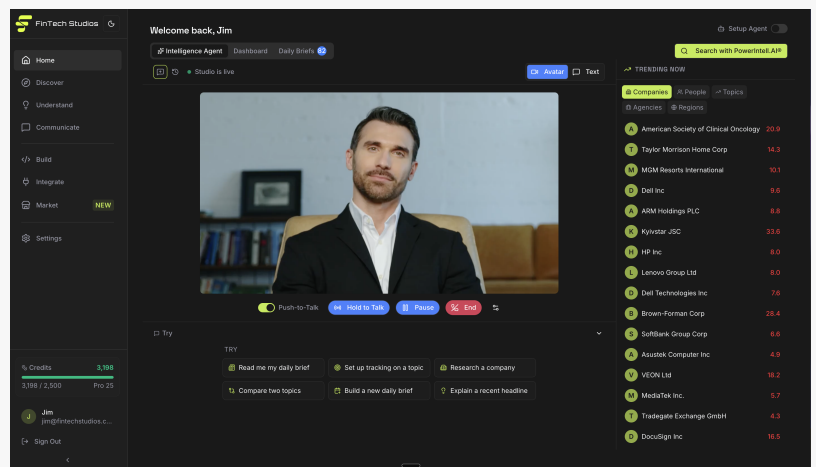 FinTech Studios
Home
Discover
Understand
Communicate
Build
Integrate
Market NEW
Settings
Credits 3,198
3,198 / 2,500 Pro 25
J
Jim
jim@fintechstudios.c...
Sign Out
Welcome back, Jim
Setup Agent
Intelligence Agent Dashboard Daily Briefs 82
Search with PowerIntell.AI®
Studio is live
Avatar Text
Push-to-Talk Hold to Talk Pause End
Try
TRY
Read me my daily brief Set up tracking on a topic Research a company
Compare two topics Build a new daily brief Explain a recent headline
TRENDING NOW
Companies People Topics
Agencies Regions
A American Society of Clinical Oncology 20.9
T Taylor Morrison Home Corp 14.3
M MGM Resorts International 10.1
D Dell Inc 9.6
A ARM Holdings PLC 8.8
K Kyivstar JSC 33.6
H HP Inc 8.0
L Lenovo Group Ltd 8.0
D Dell Technologies Inc 7.6
B Brown-Forman Corp 28.4
S SoftBank Group Corp 6.6
A Asustek Computer Inc 4.9
V VEON Ltd 18.2
M MediaTek Inc. 5.7
T Tradegate Exchange GmbH 4.3
D DocuSign Inc 16.5